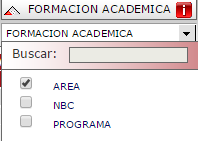 FORMACION ACADEMICA i
FORMACION ACADEMICA
Buscar:
AREA
NBC
PROGRAMA